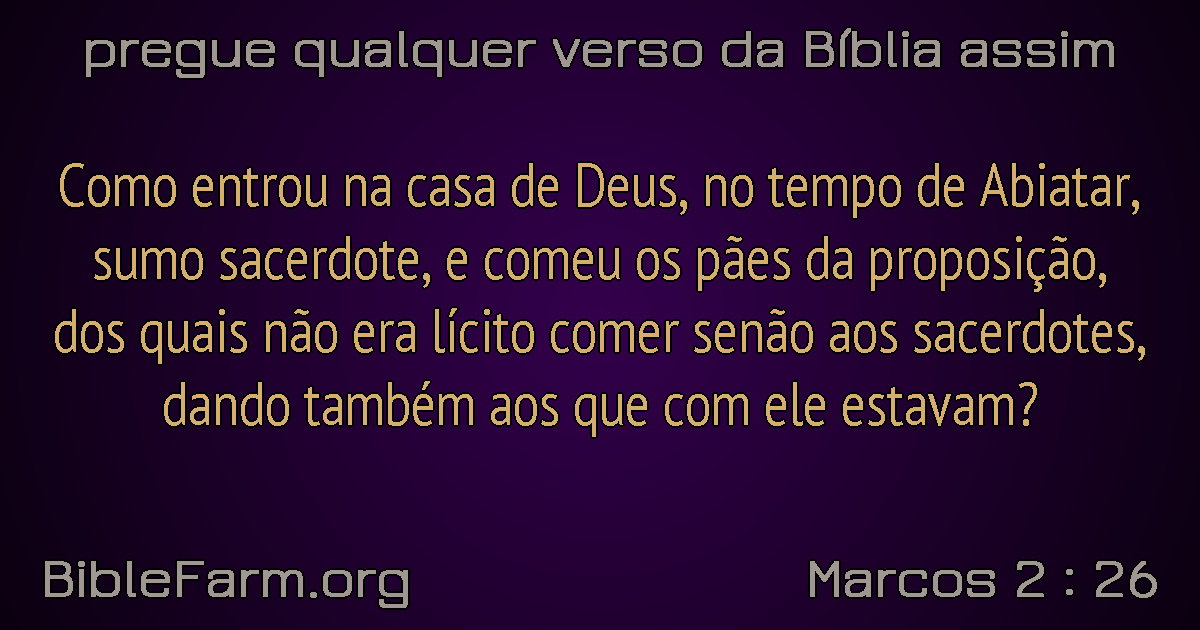 pregue qualquer verso da Bíblia assim
Como entrou na casa de Deus, no tempo de Abiatar,
sumo sacerdote, e comeu os pães da proposição,
dos quais não era lícito comer senão aos sacerdotes,
dando também aos que com ele estavam?
BibleFarm.org
Marcos 2 : 26